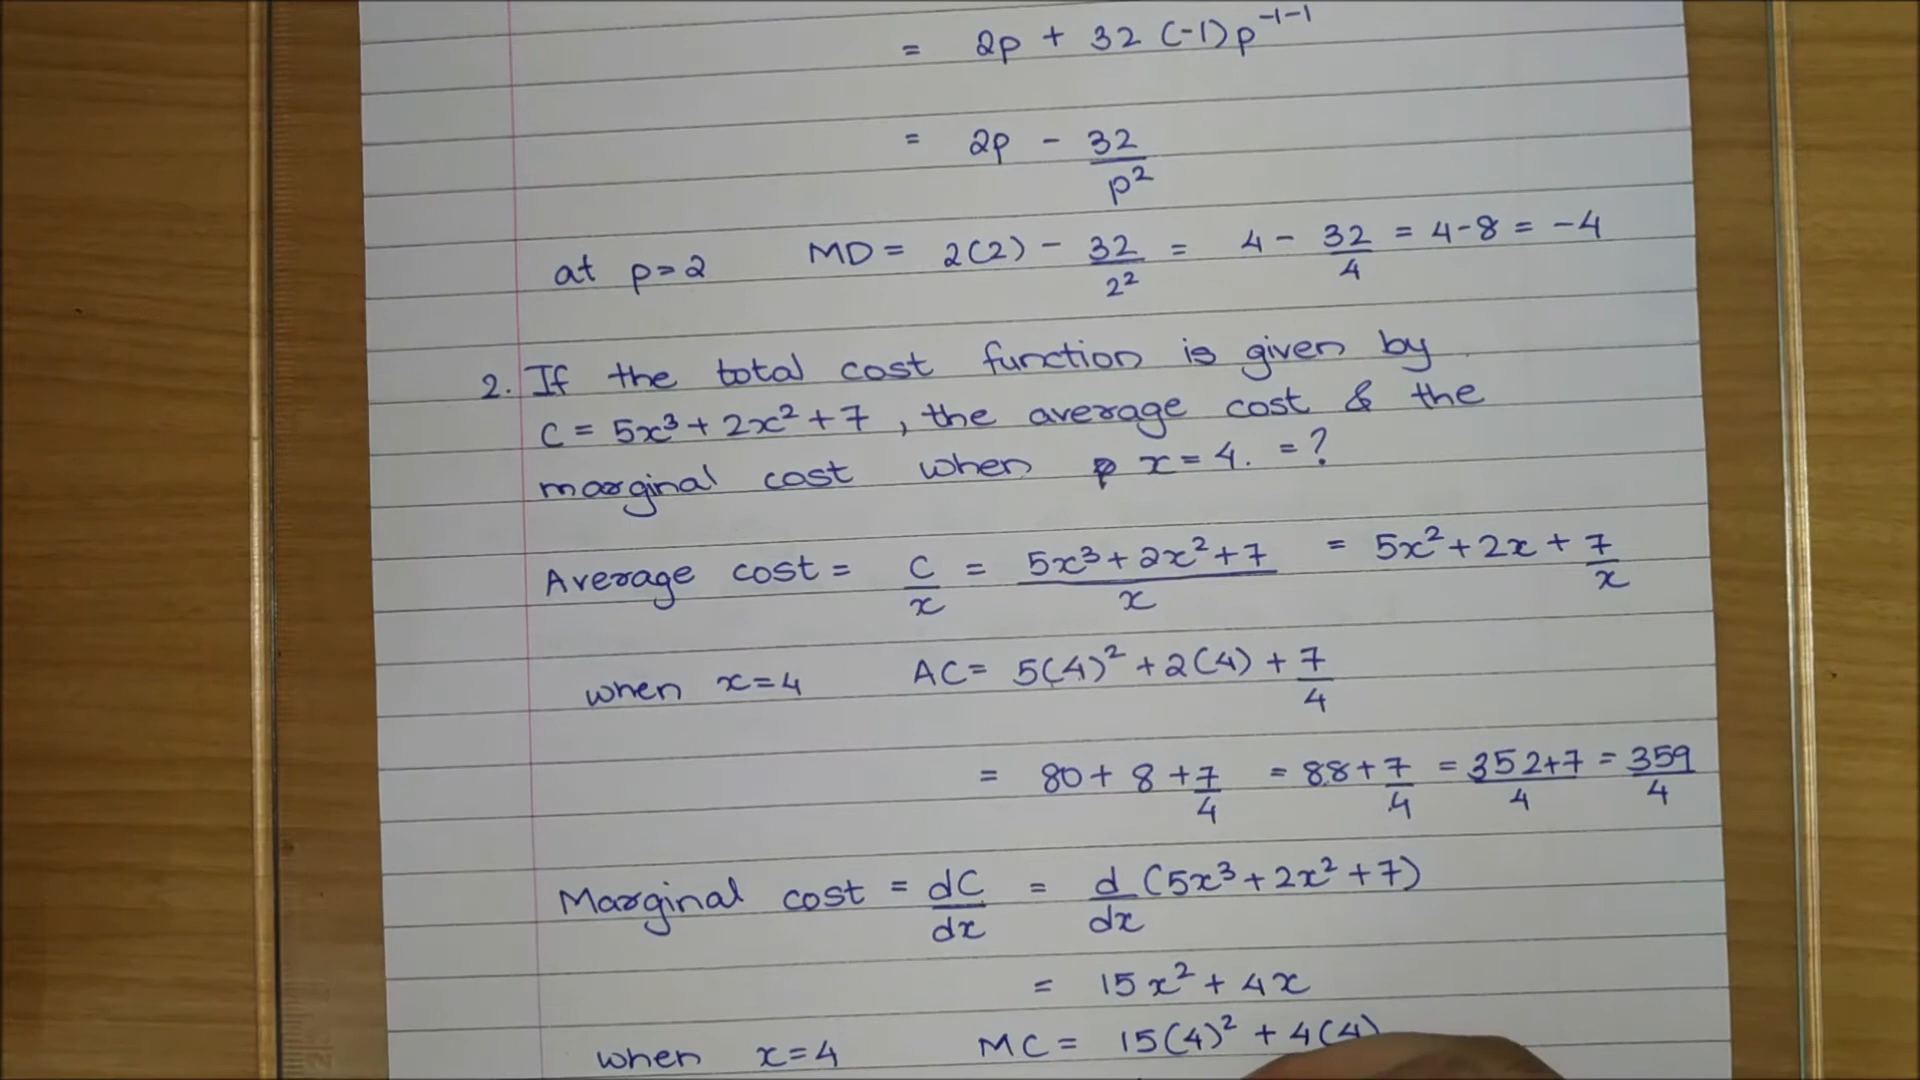 = 2p + 32 (-1) p^-1-1
= 2p - 32/p²
at p=2 MD = 2(2) - 32/2² = 4 - 32/4 = 4-8 = -4
2. If the total cost function is given by
C = 5x³ + 2x² + 7, the average cost & the
marginal cost when x = 4. = ?
Average cost = C/x = (5x³ + 2x² + 7)/x = 5x² + 2x + 7/x
when x=4 AC = 5(4)² + 2(4) + 7/4
= 80 + 8 + 7/4 = 88 + 7/4 = (352+7)/4 = 359/4
Marginal cost = dC/dx = d/dx (5x³ + 2x² + 7)
= 15x² + 4x
when x=4 MC = 15(4)² + 4(4)